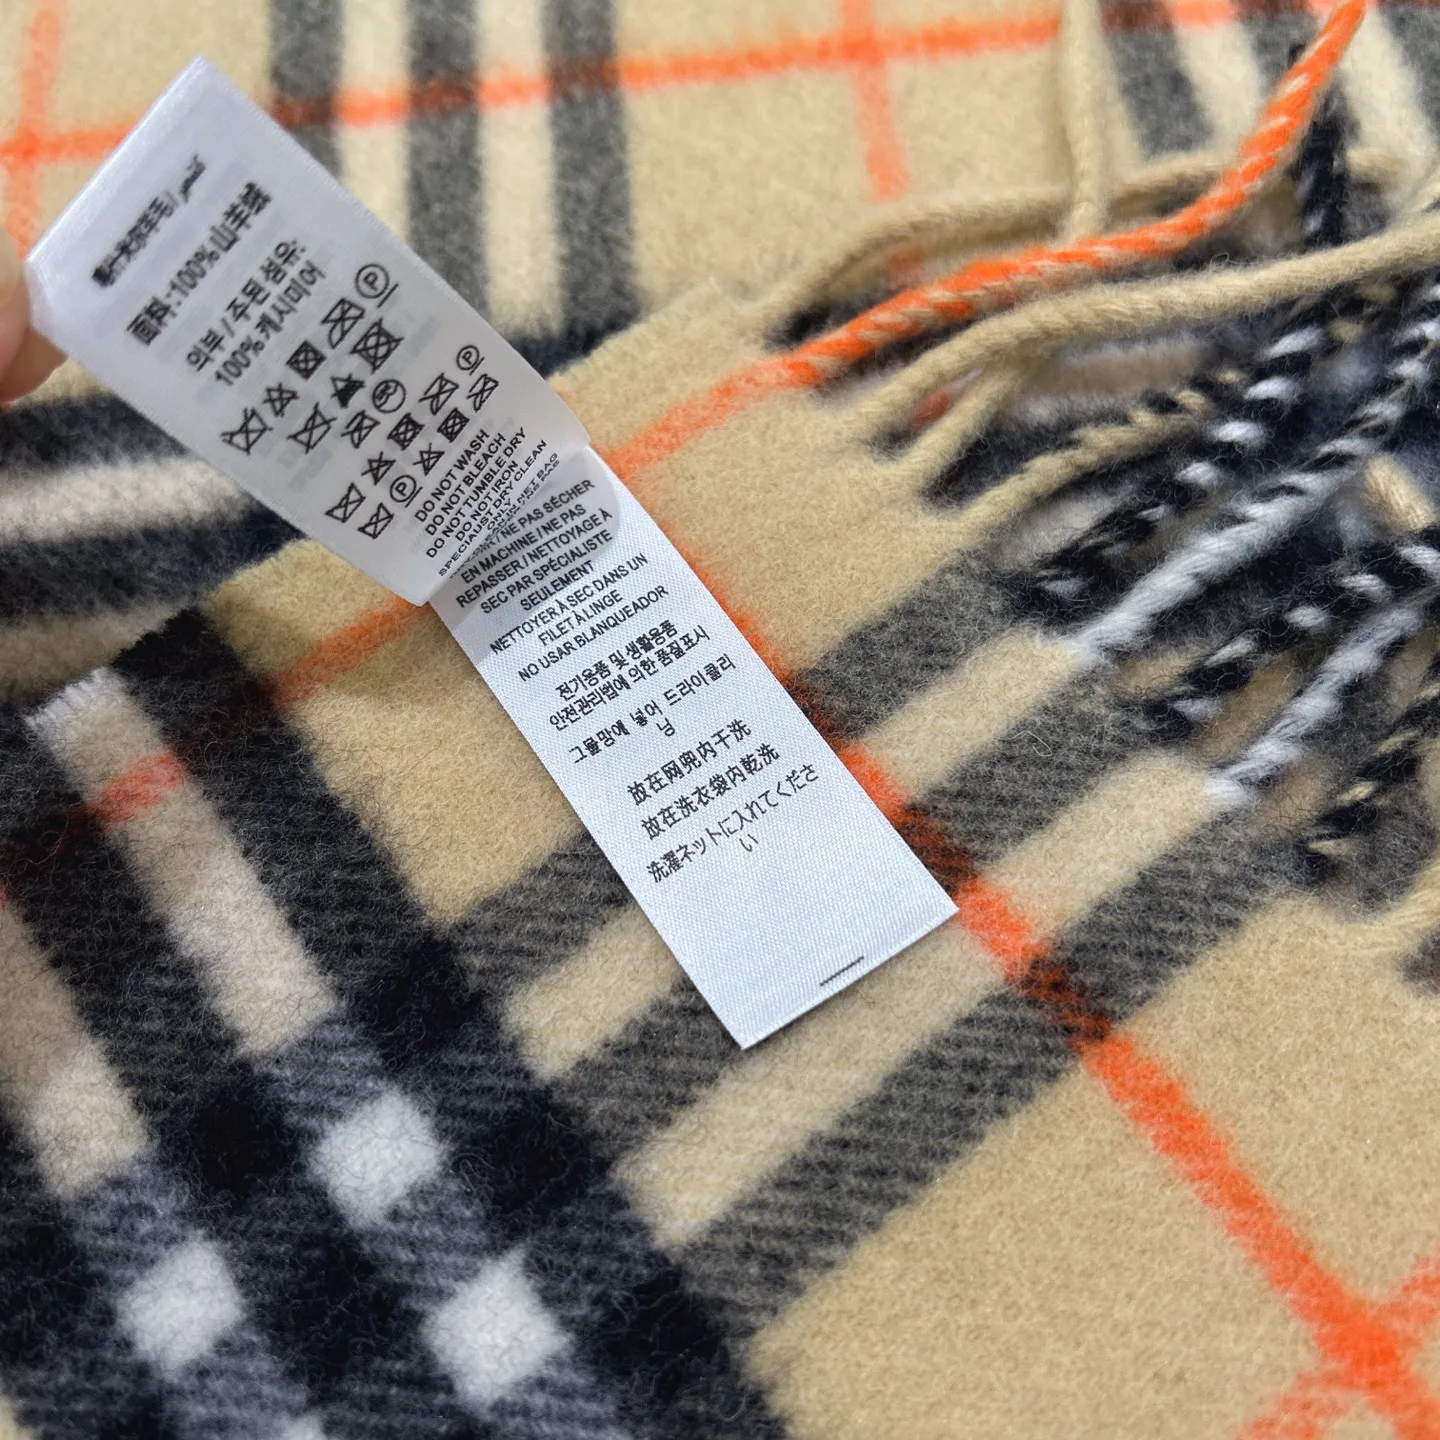 面料:100%山羊绒
외부 / 주된 섬유:
100% 캐시미어
DO NOT WASH
DO NOT BLEACH
DO NOT TUMBLE DRY
DO NOT IRON
SPECIALIST DRY CLEAN
ONLY NET BAG
/NE PAS SÉCHER
EN MACHINE/NE PAS
REPASSER/NETTOYAGE À
SEC PAR SPÉCIALISTE
SEULEMENT
NETTOYER À SEC DANS UN
FILET À LINGE
NO USAR BLANQUEADOR
전기용품 및 생활용품
안전관리법에 의한 품질표시
그물망에 넣어 드라이클리
닝
放在网兜内干洗
放在洗衣袋内乾洗
洗濯ネットに入れてくださ
い